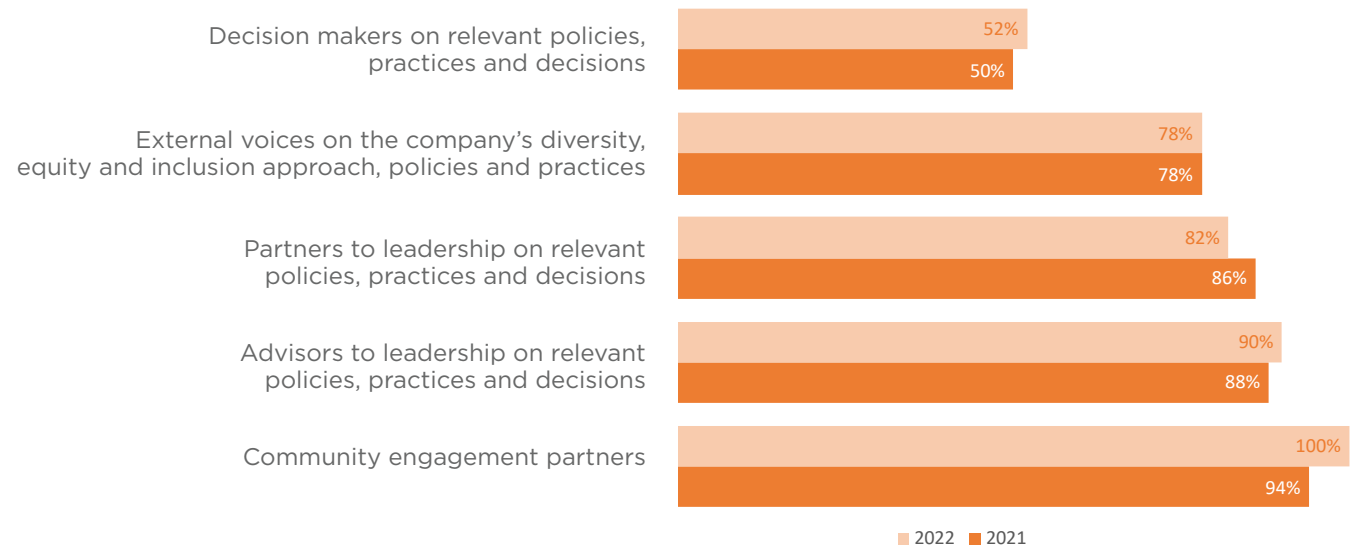 Decision makers on relevant policies,
practices and decisions
52%
50%
External voices on the company’s diversity,
equity and inclusion approach, policies and practices
78%
78%
Partners to leadership on relevant
policies, practices and decisions
82%
86%
Advisors to leadership on relevant
policies, practices and decisions
90%
88%
Community engagement partners
100%
94%
2022 2021